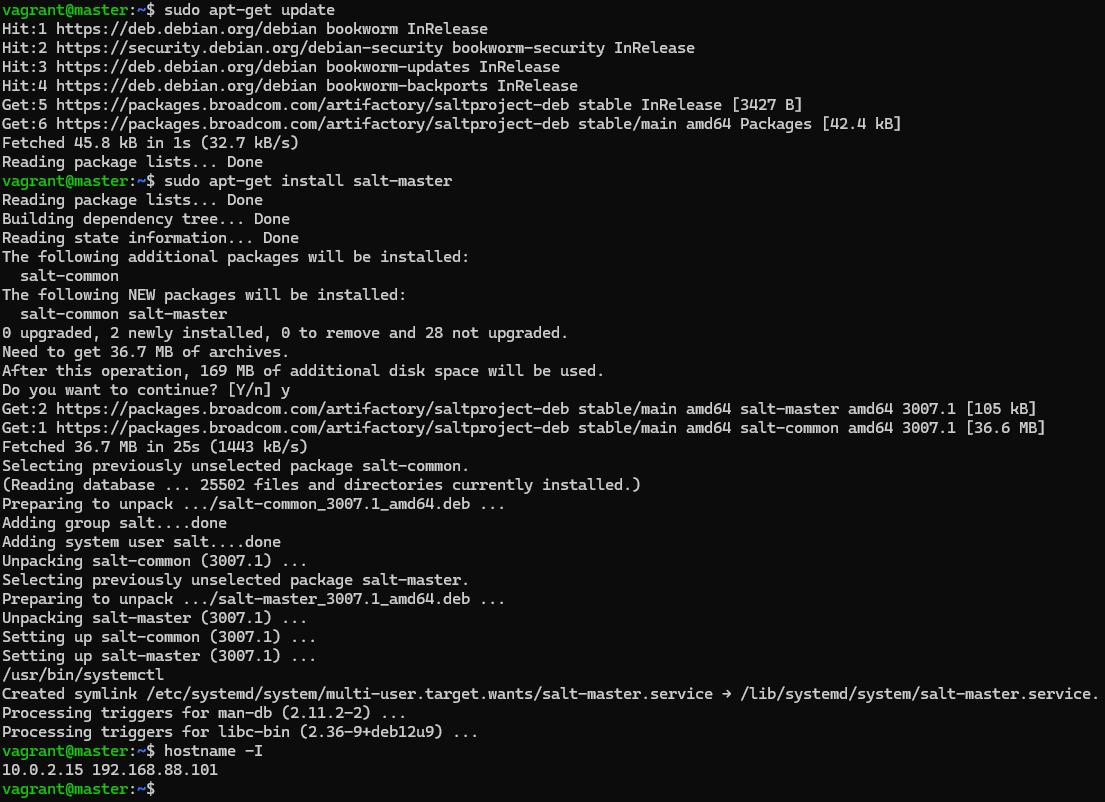 vagrant@master:~$ sudo apt-get update
Hit:1 https://deb.debian.org/debian bookworm InRelease
Hit:2 https://security.debian.org/debian-security bookworm-security InRelease
Hit:3 https://deb.debian.org/debian bookworm-updates InRelease
Hit:4 https://deb.debian.org/debian bookworm-backports InRelease
Get:5 https://packages.broadcom.com/artifactory/saltproject-deb stable InRelease [3427 B]
Get:6 https://packages.broadcom.com/artifactory/saltproject-deb stable/main amd64 Packages [42.4 kB]
Fetched 45.8 kB in 1s (32.7 kB/s)
Reading package lists... Done
vagrant@master:~$ sudo apt-get install salt-master
Reading package lists... Done
Building dependency tree... Done
Reading state information... Done
The following additional packages will be installed:
  salt-common
The following NEW packages will be installed:
  salt-common salt-master
0 upgraded, 2 newly installed, 0 to remove and 28 not upgraded.
Need to get 36.7 MB of archives.
After this operation, 169 MB of additional disk space will be used.
Do you want to continue? [Y/n] y
Get:2 https://packages.broadcom.com/artifactory/saltproject-deb stable/main amd64 salt-master amd64 3007.1 [105 kB]
Get:1 https://packages.broadcom.com/artifactory/saltproject-deb stable/main amd64 salt-common amd64 3007.1 [36.6 MB]
Fetched 36.7 MB in 25s (1443 kB/s)
Selecting previously unselected package salt-common.
(Reading database ... 25502 files and directories currently installed.)
Preparing to unpack .../salt-common_3007.1_amd64.deb ...
Adding group salt....done
Adding system user salt....done
Unpacking salt-common (3007.1) ...
Selecting previously unselected package salt-master.
Preparing to unpack .../salt-master_3007.1_amd64.deb ...
Unpacking salt-master (3007.1) ...
Setting up salt-common (3007.1) ...
Setting up salt-master (3007.1) ...
/usr/bin/systemctl
Created symlink /etc/systemd/system/multi-user.target.wants/salt-master.service → /lib/systemd/system/salt-master.service.
Processing triggers for man-db (2.11.2-2) ...
Processing triggers for libc-bin (2.36-9+deb12u9) ...
vagrant@master:~$ hostname -I
10.0.2.15 192.168.88.101
vagrant@master:~$